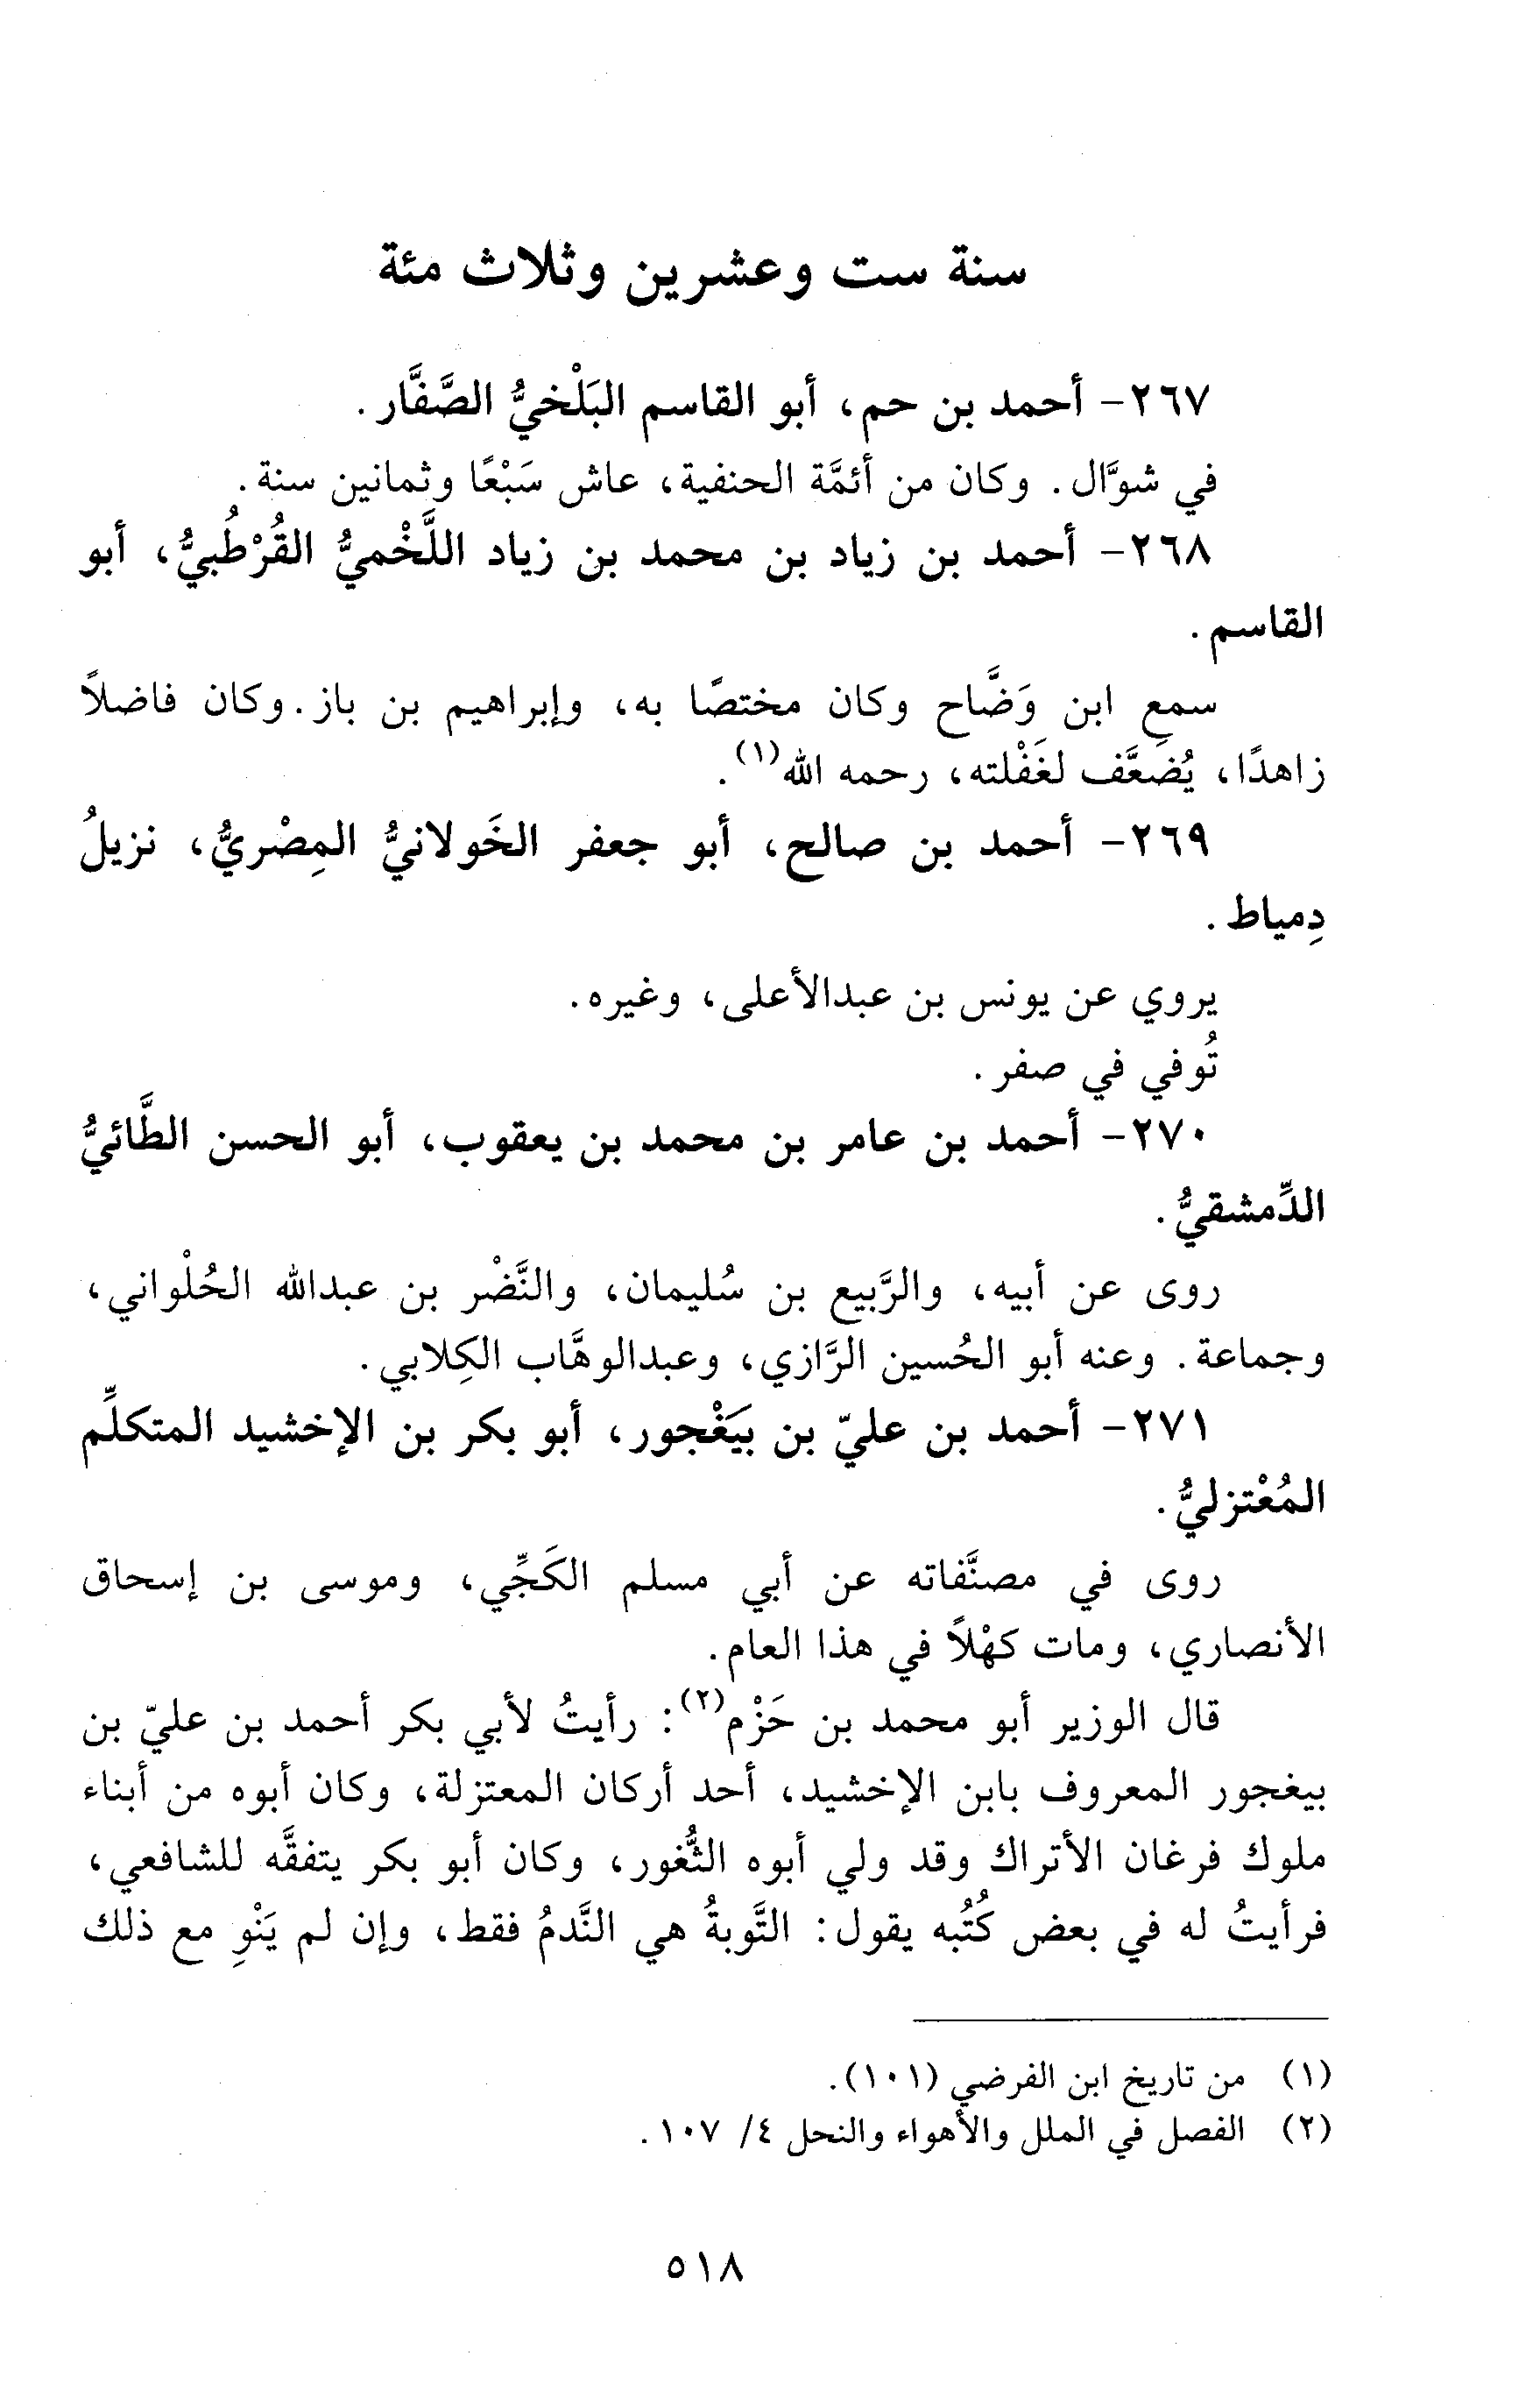 سنة ست وعشرين وثلاث مئة
٢٦٧- أحمد بن حم، أبو القاسم البَلْخيُّ الصَّفَّار.
في شوَّال. وكان من أئمَّة الحنفية، عاش سَبْعًا وثمانين سنة.
٢٦٨- أحمد بن زياد بن محمد بن زياد اللَّخْميُّ القُرْطُبيُّ، أبو
القاسم.
سمع ابن وَضَّاح وكان مختصًا به، وإبراهيم بن باز. وكان فاضلاً
زاهدًا، يُضَعَّف لغَفْلته، رحمه الله(١).
٢٦٩- أحمد بن صالح، أبو جعفر الخَولانيُّ المِصْريُّ، نزيلُ
دِمياط.
يروي عن يونس بن عبدالأعلى، وغيره.
تُوفي في صفر.
٢٧٠- أحمد بن عامر بن محمد بن يعقوب، أبو الحسن الطَّائيُّ
الدِّمشقيُّ.
روى عن أبيه، والرَّبيع بن سُليمان، والنَّضْر بن عبدالله الحُلْواني،
وجماعة. وعنه أبو الحُسين الرَّازي، وعبدالوهَّاب الكِلابي.
٢٧١- أحمد بن عليّ بن بيَغْجور، أبو بكر بن الإخشيد المتكلِّم
المُعْتزليُّ.
روى في مصنَّفاته عن أبي مسلم الكَجِّي، وموسى بن إسحاق
الأنصاري، ومات كهْلاً في هذا العام.
قال الوزير أبو محمد بن حَزْم(٢): رأيتُ لأبي بكر أحمد بن عليّ بن
بيغجور المعروف بابن الإخشيد، أحد أركان المعتزلة، وكان أبوه من أبناء
ملوك فرغان الأتراك وقد ولي أبوه الثُّغور، وكان أبو بكر يتفقَّه للشافعي،
فرأيتُ له في بعض كُتُبه يقول: التَّوبةُ هي النَّدمُ فقط، وإن لم يَنْوِ مع ذلك
(١) من تاريخ ابن الفرضي (١٠١).
(٢) الفصل في الملل والأهواء والنحل ٤/ ١٠٧.
٥١٨